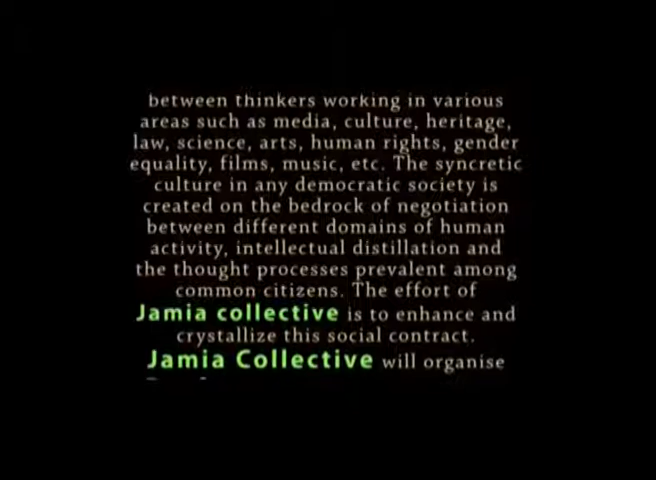 between thinkers working in various
areas such as media, culture, heritage,
law, science, arts, human rights, gender
equality, films, music, etc. The syncretic
culture in any democratic society is
created on the bedrock of negotiation
between different domains of human
activity, intellectual distillation and
the thought processes prevalent among
common citizens. The effort of
Jamia collective is to enhance and
crystallize this social contract.
Jamia Collective will organise